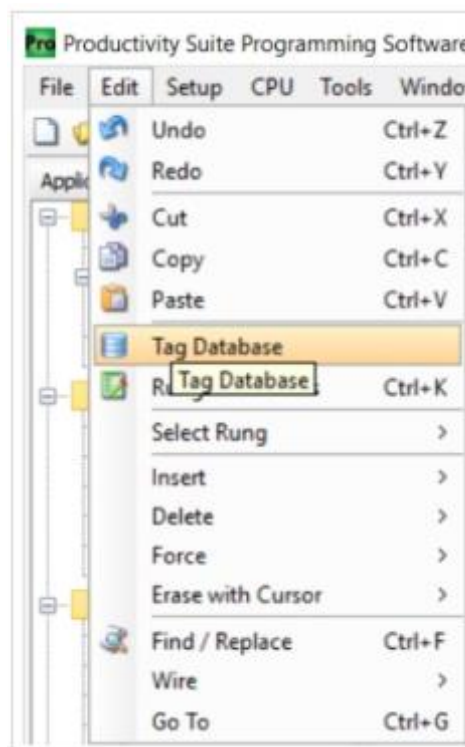 Pro Productivity Suite Programming Software
File Edit Setup CPU Tools Windo
Undo Ctrl+Z
Applic
Redo Ctrl+Y
Cut Ctrl+X
Copy Ctrl+C
Paste Ctrl+V
Tag Database
Tag Database
Ctrl+K
Select Rung >
Insert >
Delete >
Force >
Erase with Cursor >
Find / Replace Ctrl+F
Wire >
Go To Ctrl+G